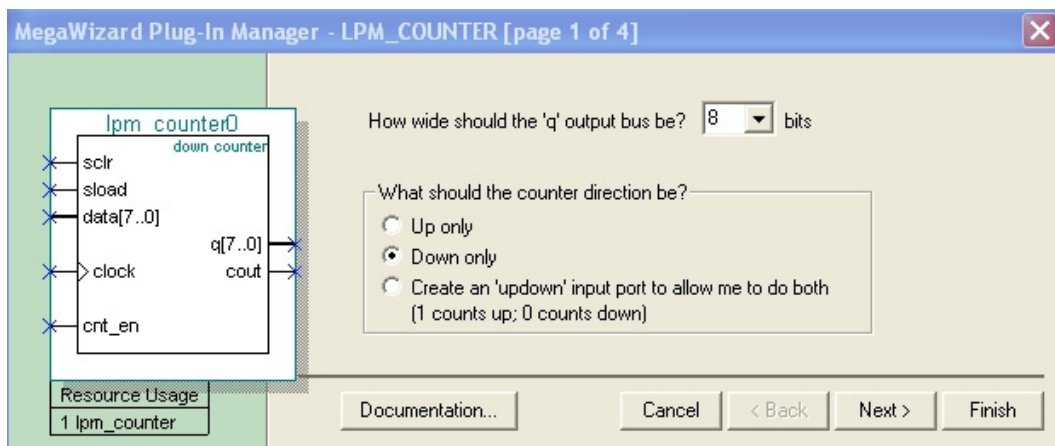 MegaWizard Plug-In Manager - LPM_COUNTER [page 1 of 4]
lpm_counter0
down counter
sclr
sload
data[7..0]
clock
cnt_en
q[7..0]
cout
Resource Usage
1 lpm_counter
How wide should the 'q' output bus be? 8 bits
What should the counter direction be?
Up only
Down only
Create an 'updown' input port to allow me to do both
(1 counts up; 0 counts down)
Documentation...
Cancel
< Back
Next >
Finish